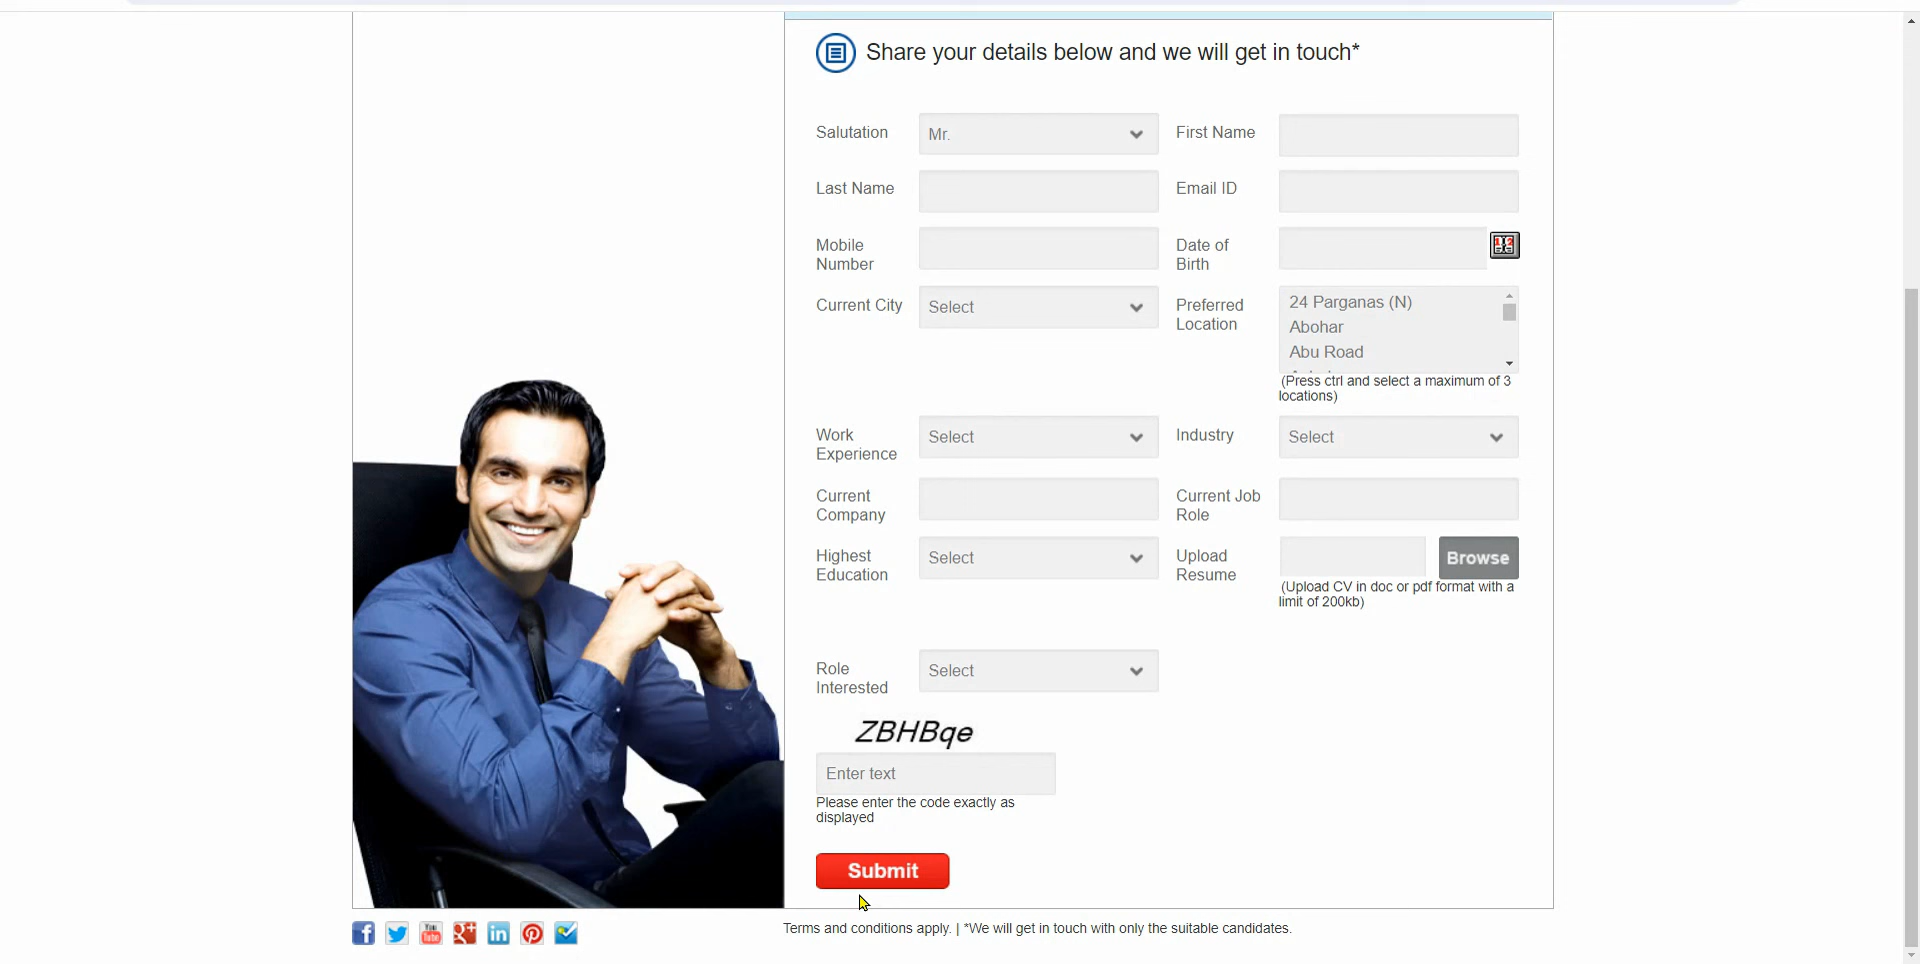 Share your details below and we will get in touch*
Salutation
Mr.
First Name
Last Name
Email ID
Mobile
Number
Date of
Birth
Current City
Select
Preferred
Location
24 Parganas (N)
Abohar
Abu Road
(Press ctrl and select a maximum of 3
locations)
Work
Experience
Select
Industry
Select
Current
Company
Current Job
Role
Highest
Education
Select
Upload
Resume
Browse
(Upload CV in doc or pdf format with a
limit of 200kb)
Role
Interested
Select
ZBHBqe
Enter text
Please enter the code exactly as
displayed
Submit
Terms and conditions apply. | *We will get in touch with only the suitable candidates.